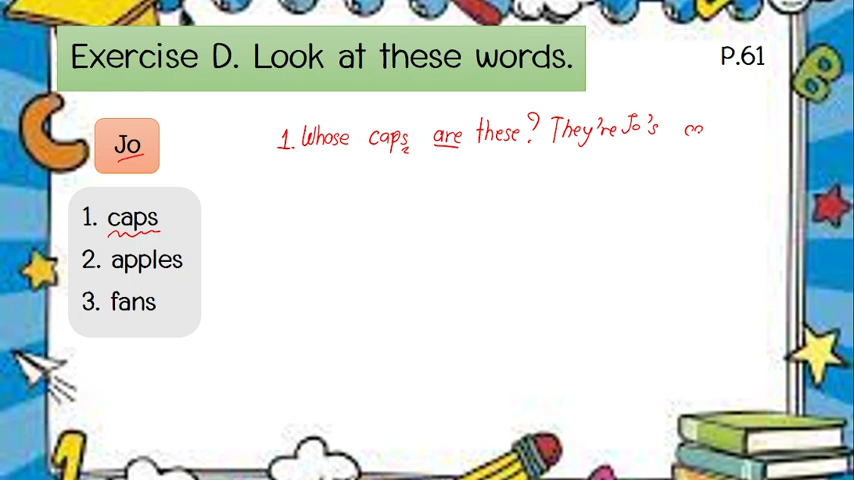 Exercise D. Look at these words.
P.61
Jo
1. Whose caps are these? They're Jo's
1. caps
2. apples
3. fans